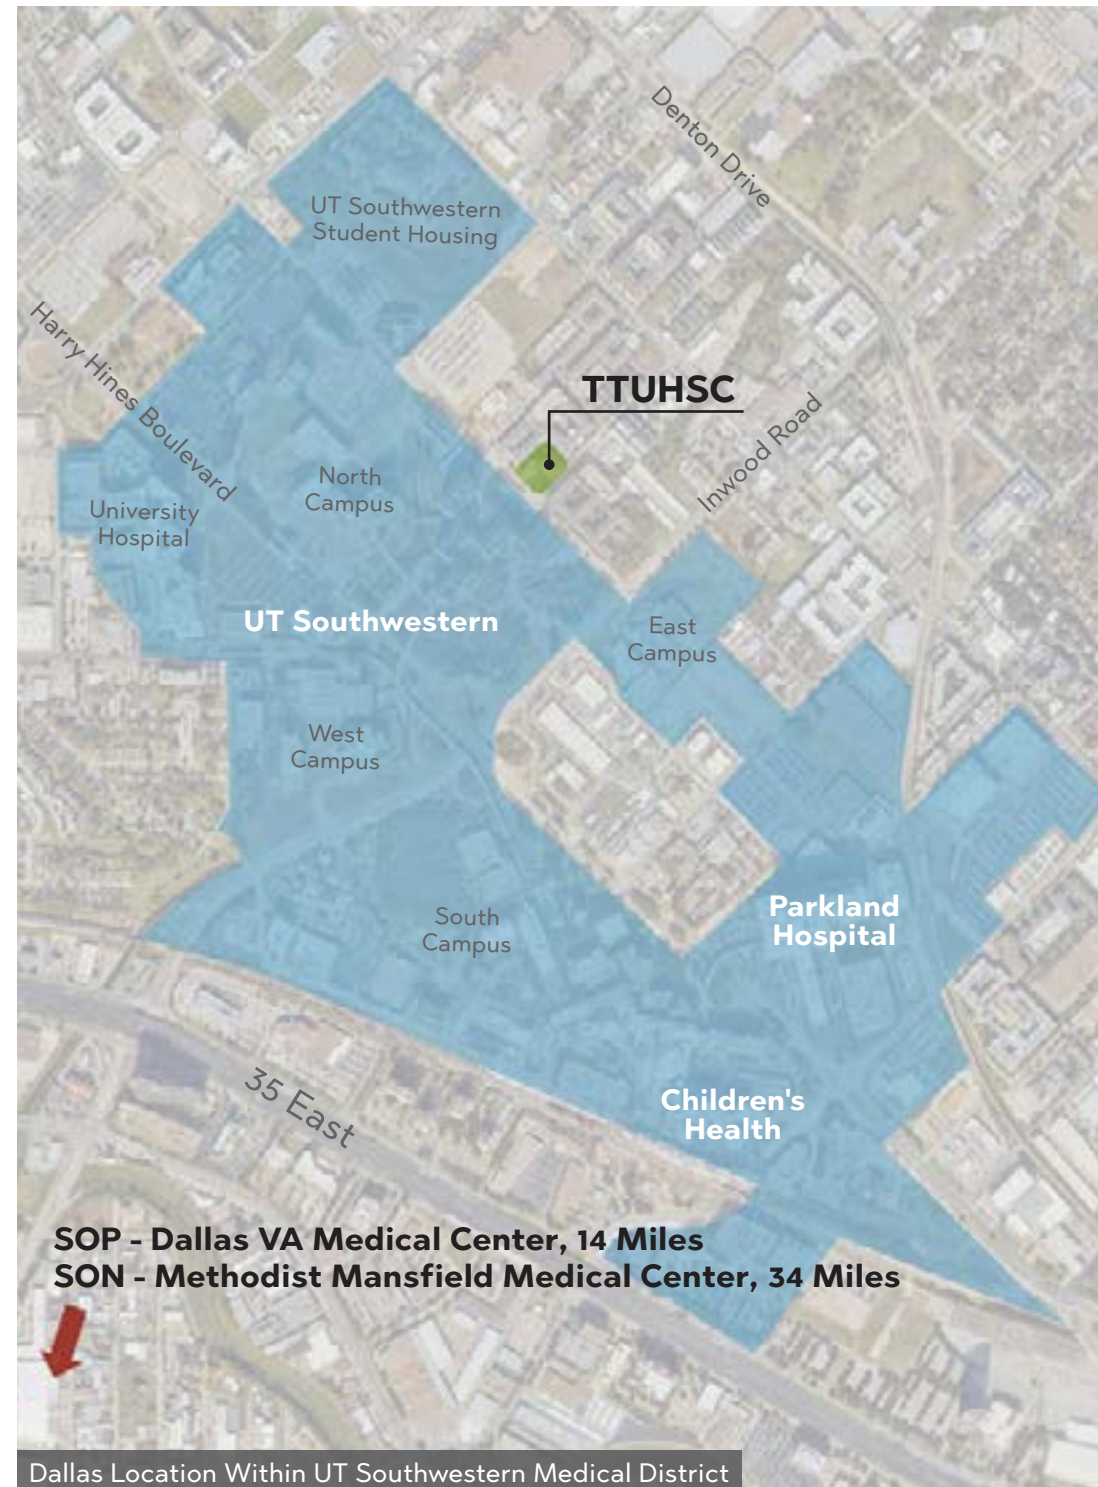 Denton Drive
UT Southwestern
Student Housing
Harry Hines Boulevard
TTUHSC
Inwood Road
North
Campus
University
Hospital
UT Southwestern
East
Campus
West
Campus
Parkland
Hospital
South
Campus
35 East
Children's
Health
SOP - Dallas VA Medical Center, 14 Miles
SON - Methodist Mansfield Medical Center, 34 Miles
Dallas Location Within UT Southwestern Medical District